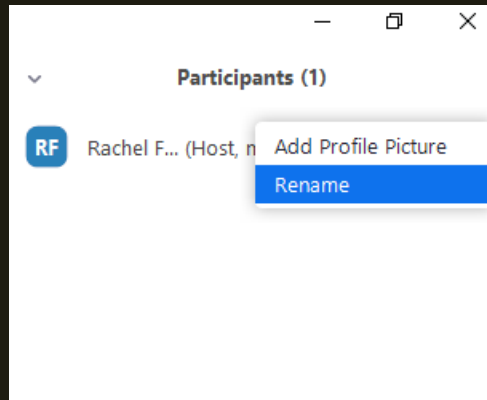 Participants (1)
RF
Rachel F... (Host,
Add Profile Picture
Rename